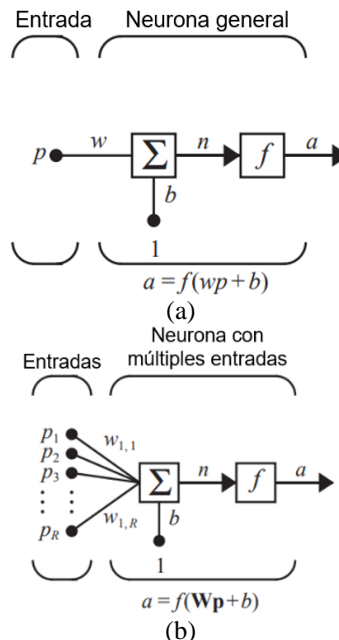 Entrada Neurona general
p w Σ n f a
b
1
a = f(wp + b)
(a)
Neurona con
Entradas múltiples entradas
p1 w1,1
p2
p3 Σ n f a
⋮ ⋮ b
pR w1,R
1
a = f(Wp + b)
(b)